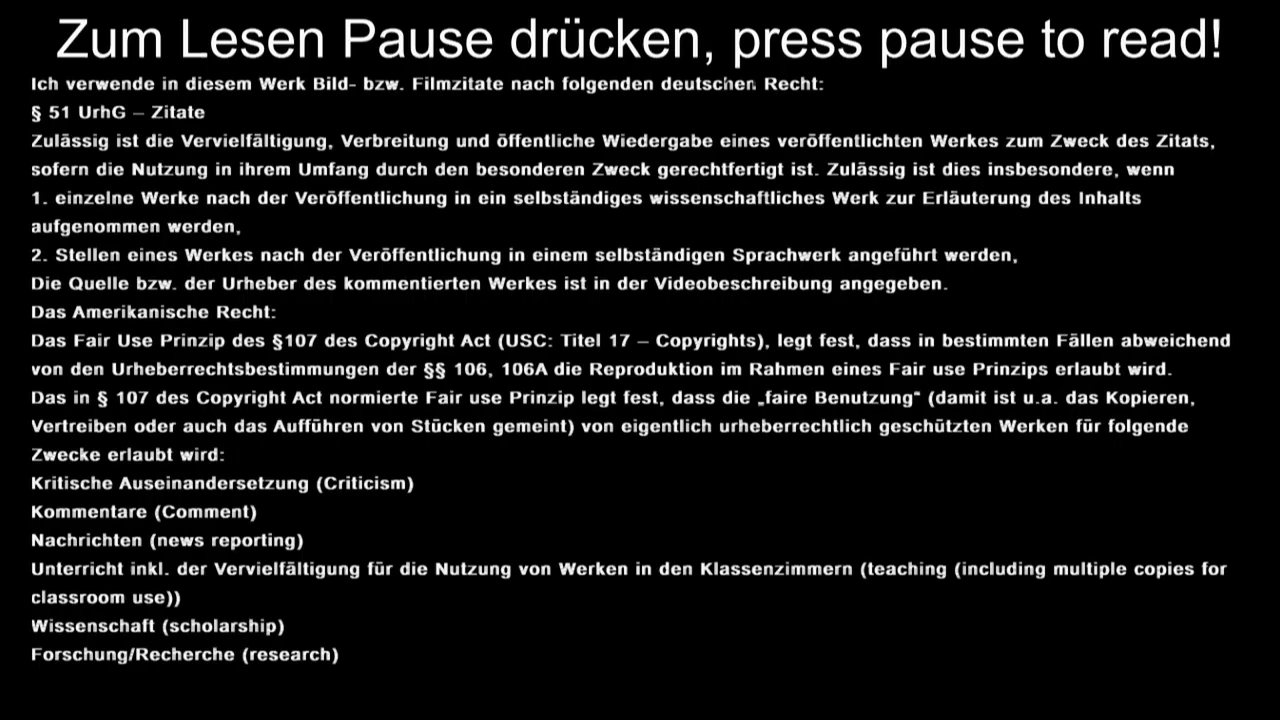 Zum Lesen Pause drücken, press pause to read!
Ich verwende in diesem Werk Bild- bzw. Filmzitate nach folgenden deutschen Recht:
§ 51 UrhG – Zitate
Zulässig ist die Vervielfältigung, Verbreitung und öffentliche Wiedergabe eines veröffentlichten Werkes zum Zweck des Zitats,
sofern die Nutzung in ihrem Umfang durch den besonderen Zweck gerechtfertigt ist. Zulässig ist dies insbesondere, wenn
1. einzelne Werke nach der Veröffentlichung in ein selbständiges wissenschaftliches Werk zur Erläuterung des Inhalts
aufgenommen werden,
2. Stellen eines Werkes nach der Veröffentlichung in einem selbständigen Sprachwerk angeführt werden,
Die Quelle bzw. der Urheber des kommentierten Werkes ist in der Videobeschreibung angegeben.
Das Amerikanische Recht:
Das Fair Use Prinzip des §107 des Copyright Act (USC: Titel 17 – Copyrights), legt fest, dass in bestimmten Fällen abweichend
von den Urheberrechtsbestimmungen der §§ 106, 106A die Reproduktion im Rahmen eines Fair use Prinzips erlaubt wird.
Das in § 107 des Copyright Act normierte Fair use Prinzip legt fest, dass die „faire Benutzung“ (damit ist u.a. das Kopieren,
Vertreiben oder auch das Aufführen von Stücken gemeint) von eigentlich urheberrechtlich geschützten Werken für folgende
Zwecke erlaubt wird:
Kritische Auseinandersetzung (Criticism)
Kommentare (Comment)
Nachrichten (news reporting)
Unterricht inkl. der Vervielfältigung für die Nutzung von Werken in den Klassenzimmern (teaching (including multiple copies for
classroom use))
Wissenschaft (scholarship)
Forschung/Recherche (research)